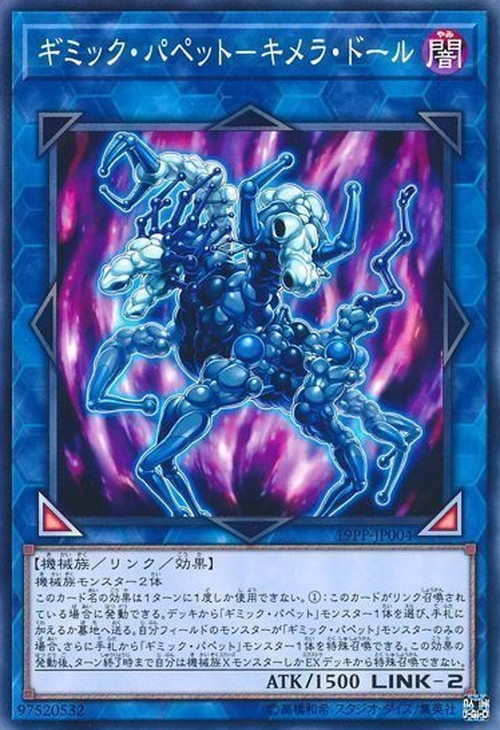 ギミック・パペット－キメラ・ドール
闇
19PP-JP004
【機械族／リンク／効果】
機械族モンスター２体
このカード名の効果は１ターンに１度しか使用できない。①：このカードがリンク召喚され
ている場合に発動できる。デッキから「ギミック・パペット」モンスター１体を選び、手札に
加えるか墓地へ送る。自分フィールドのモンスターが「ギミック・パペット」モンスターのみの
場合、さらに手札から「ギミック・パペット」モンスター１体を特殊召喚できる。この効果の
発動後、ターン終了時まで自分は機械族Xモンスターしか EXデッキから特殊召喚できない。
ATK/1500 LINK-2
97520532 ©高橋和希 スタジオ・ダイス/集英社